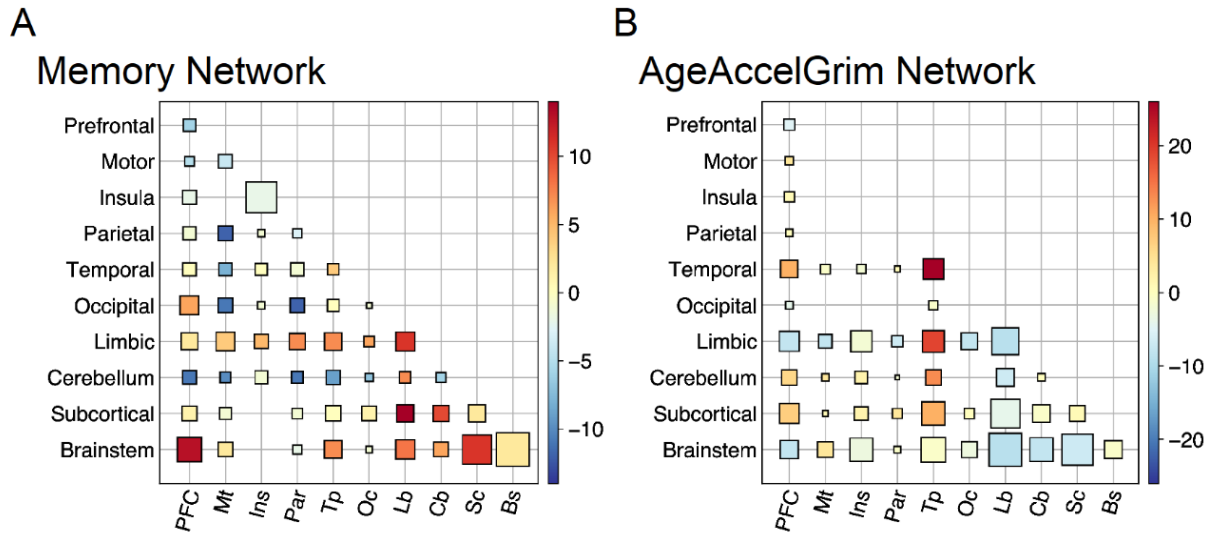 A
Memory Network
Prefrontal
Motor
Insula
Parietal
Temporal
Occipital
Limbic
Cerebellum
Subcortical
Brainstem
PFC
Mt
Ins
Par
Tp
Oc
Lb
Cb
Sc
Bs
10
5
0
−5
−10
B
AgeAccelGrim Network
Prefrontal
Motor
Insula
Parietal
Temporal
Occipital
Limbic
Cerebellum
Subcortical
Brainstem
PFC
Mt
Ins
Par
Tp
Oc
Lb
Cb
Sc
Bs
20
10
0
−10
−20